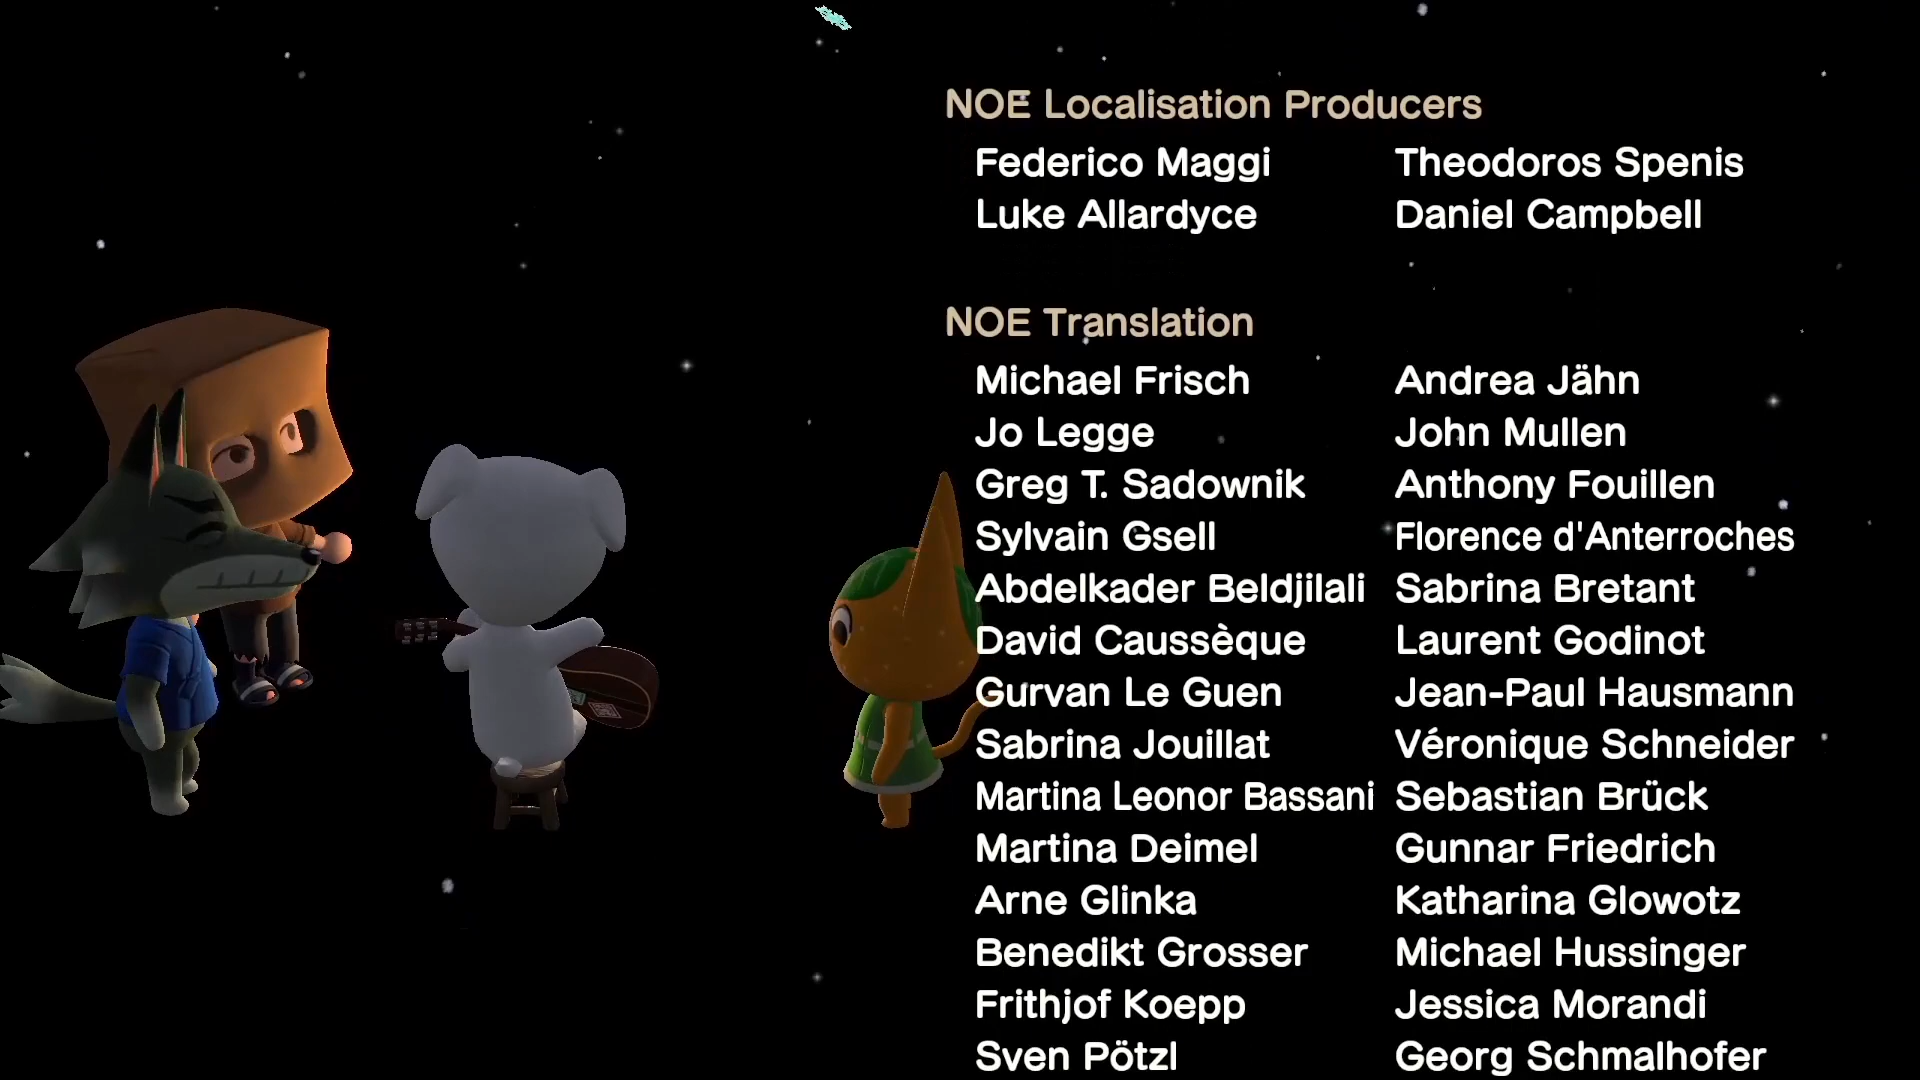 NOE Localisation Producers
Federico Maggi Theodoros Spenis
Luke Allardyce Daniel Campbell
NOE Translation
Michael Frisch Andrea Jähn
Jo Legge John Mullen
Greg T. Sadownik Anthony Fouillen
Sylvain Gsell Florence d'Anterroches
Abdelkader Beldjilali Sabrina Bretant
David Caussèque Laurent Godinot
Gurvan Le Guen Jean-Paul Hausmann
Sabrina Jouillat Véronique Schneider
Martina Leonor Bassani Sebastian Brück
Martina Deimel Gunnar Friedrich
Arne Glinka Katharina Glowotz
Benedikt Grosser Michael Hussinger
Frithjof Koepp Jessica Morandi
Sven Pötzl Georg Schmalhofer